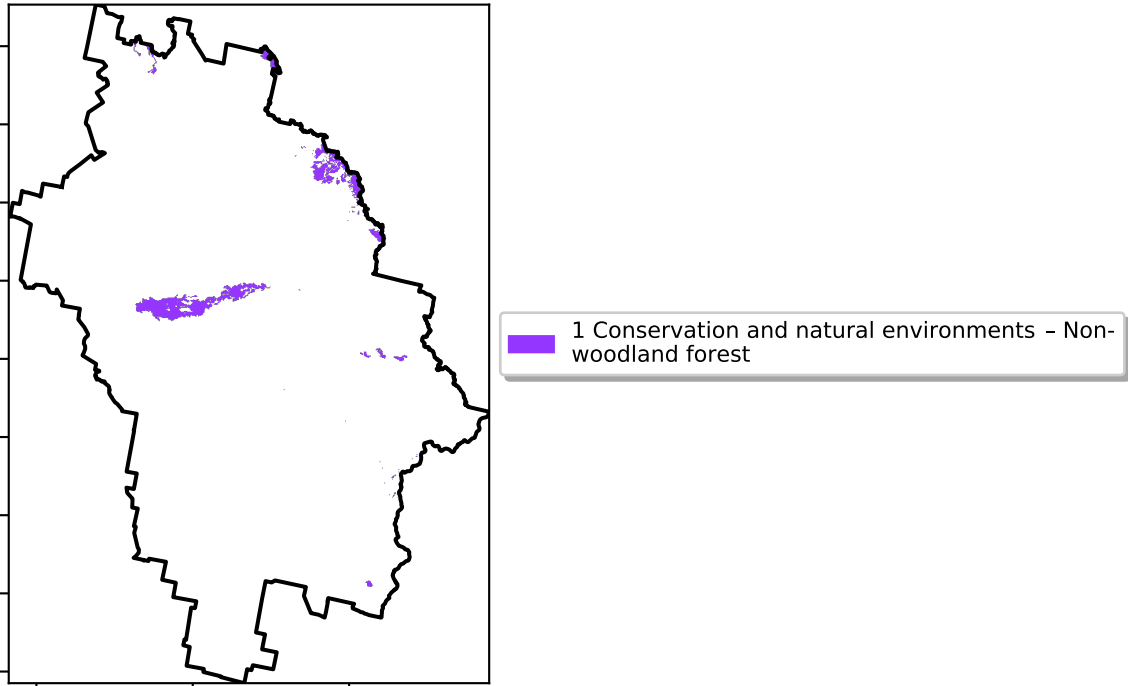 1 Conservation and natural environments – Non-
woodland forest